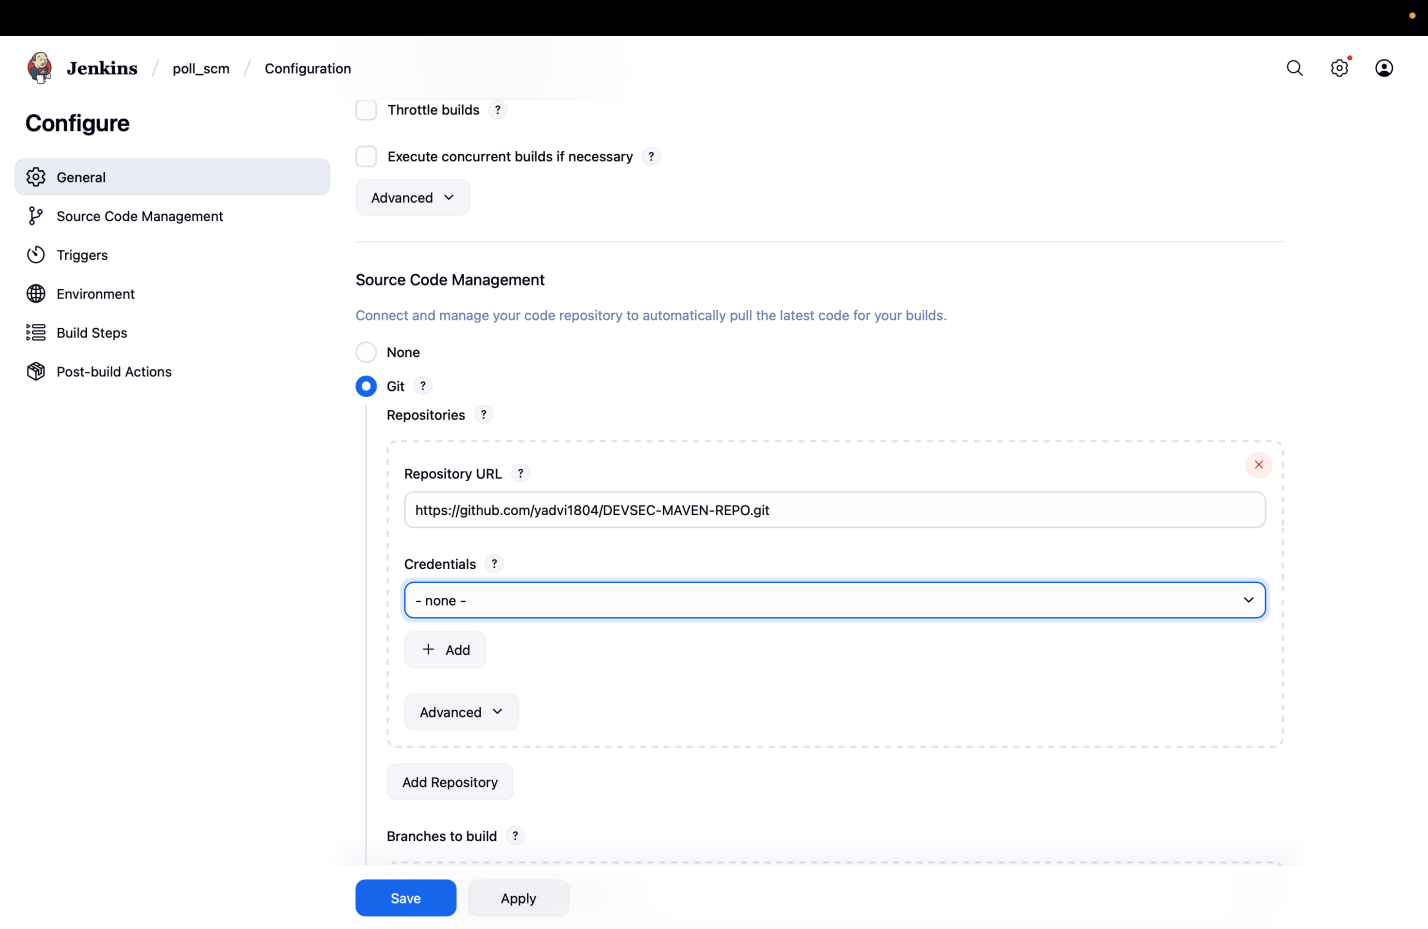 Jenkins / poll_scm / Configuration
Configure
General
Source Code Management
Triggers
Environment
Build Steps
Post-build Actions
Throttle builds ?
Execute concurrent builds if necessary ?
Advanced
Source Code Management
Connect and manage your code repository to automatically pull the latest code for your builds.
None
Git ?
Repositories ?
Repository URL ?
https://github.com/yadvi1804/DEVSEC-MAVEN-REPO.git
Credentials ?
- none -
+ Add
Advanced
Add Repository
Branches to build ?
Save
Apply